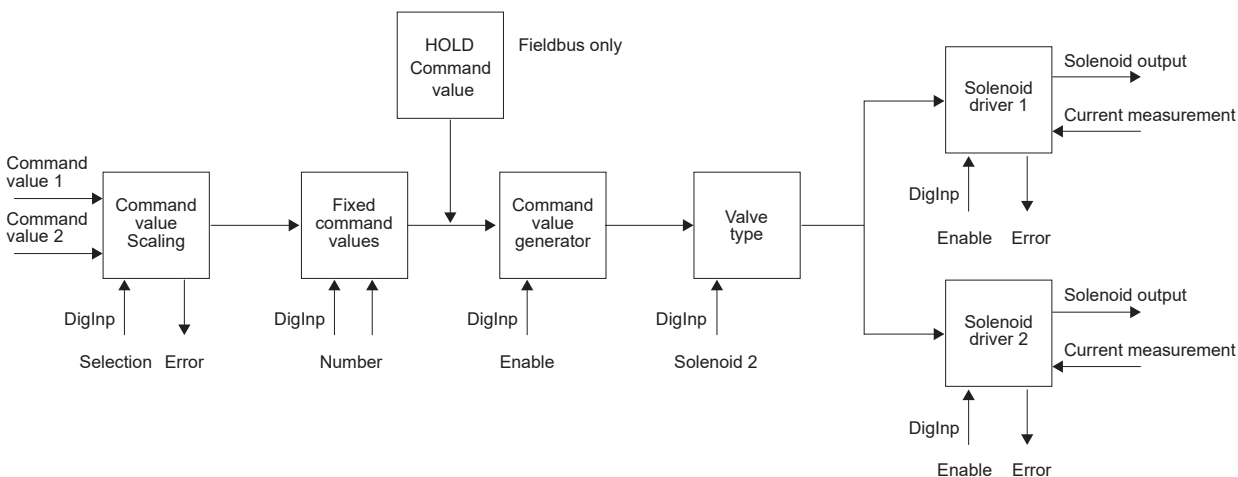 HOLD
Command
value
Fieldbus only
Solenoid
driver 1
Solenoid output
Current measurement
DigInp
Enable
Error
Command
value 1
Command
value 2
Command
value
Scaling
DigInp
Selection
Error
Fixed
command
values
DigInp
Number
Command
value
generator
DigInp
Enable
Valve
type
DigInp
Solenoid 2
Solenoid
driver 2
Solenoid output
Current measurement
DigInp
Enable
Error